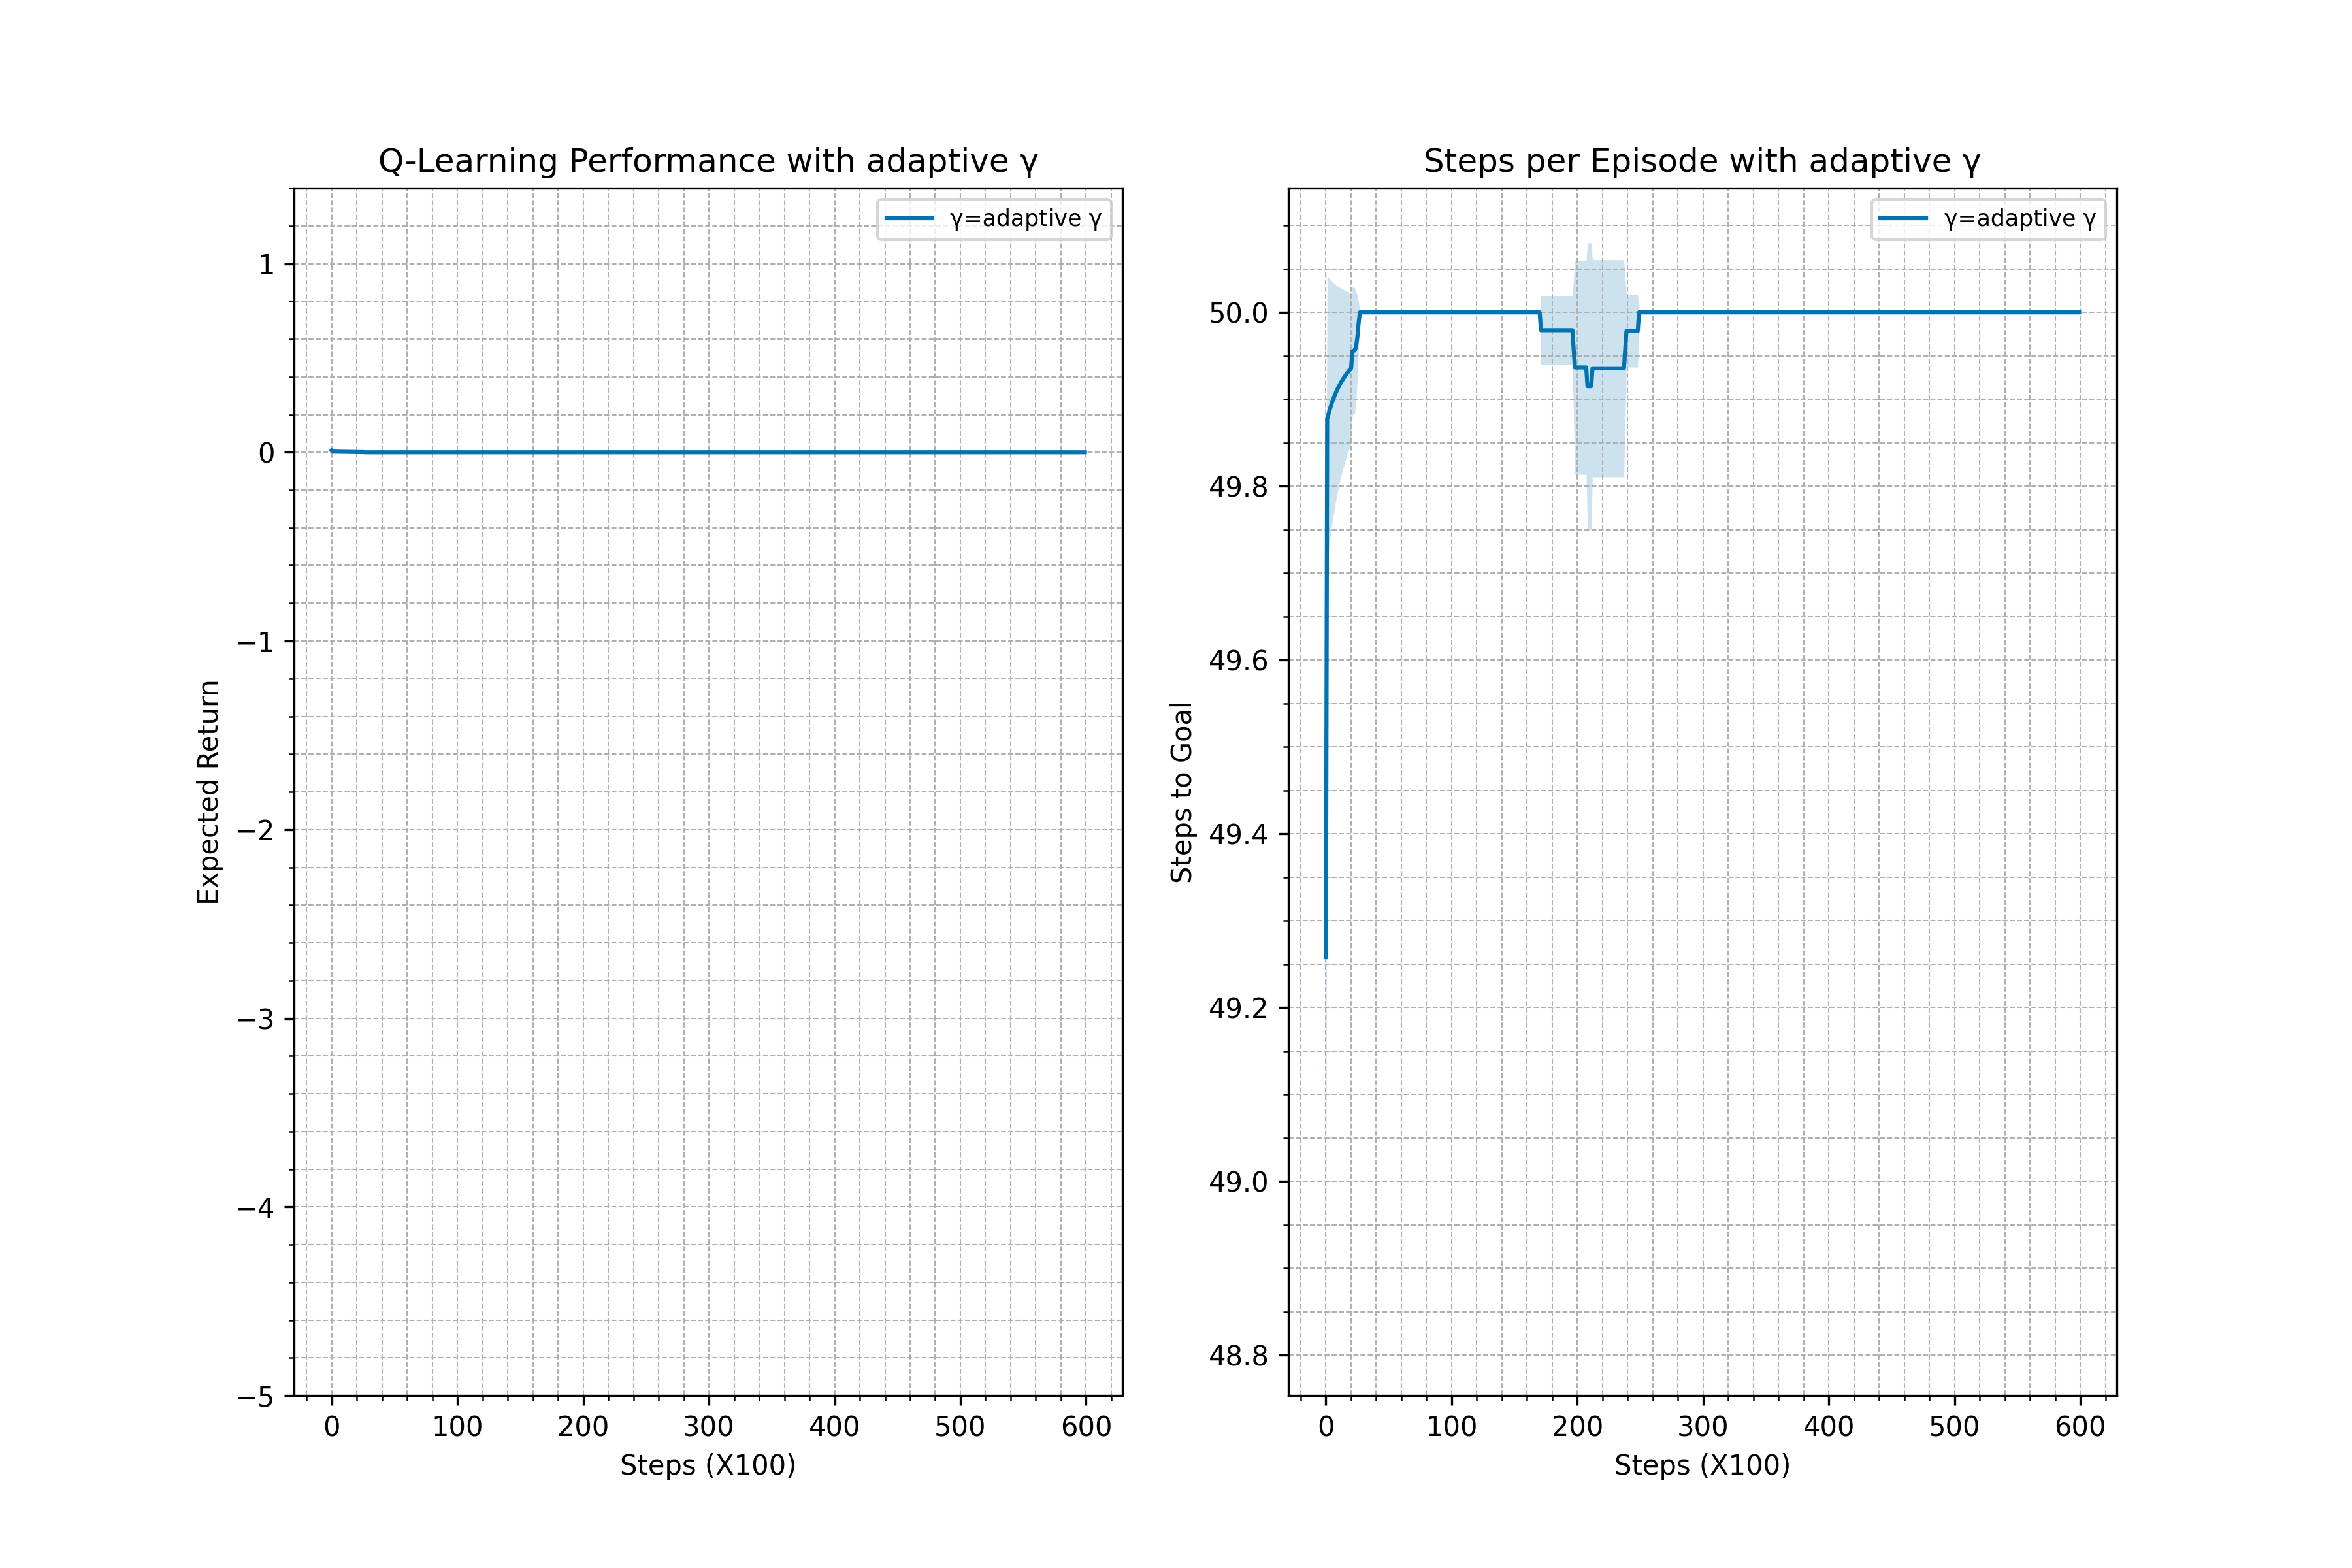 Q-Learning Performance with adaptive γ
γ=adaptive γ
1
0
−1
−2
−3
−4
−5
Expected Return
0 100 200 300 400 500 600
Steps (X100)
Steps per Episode with adaptive γ
γ=adaptive γ
50.0
49.8
49.6
49.4
49.2
49.0
48.8
Steps to Goal
0 100 200 300 400 500 600
Steps (X100)